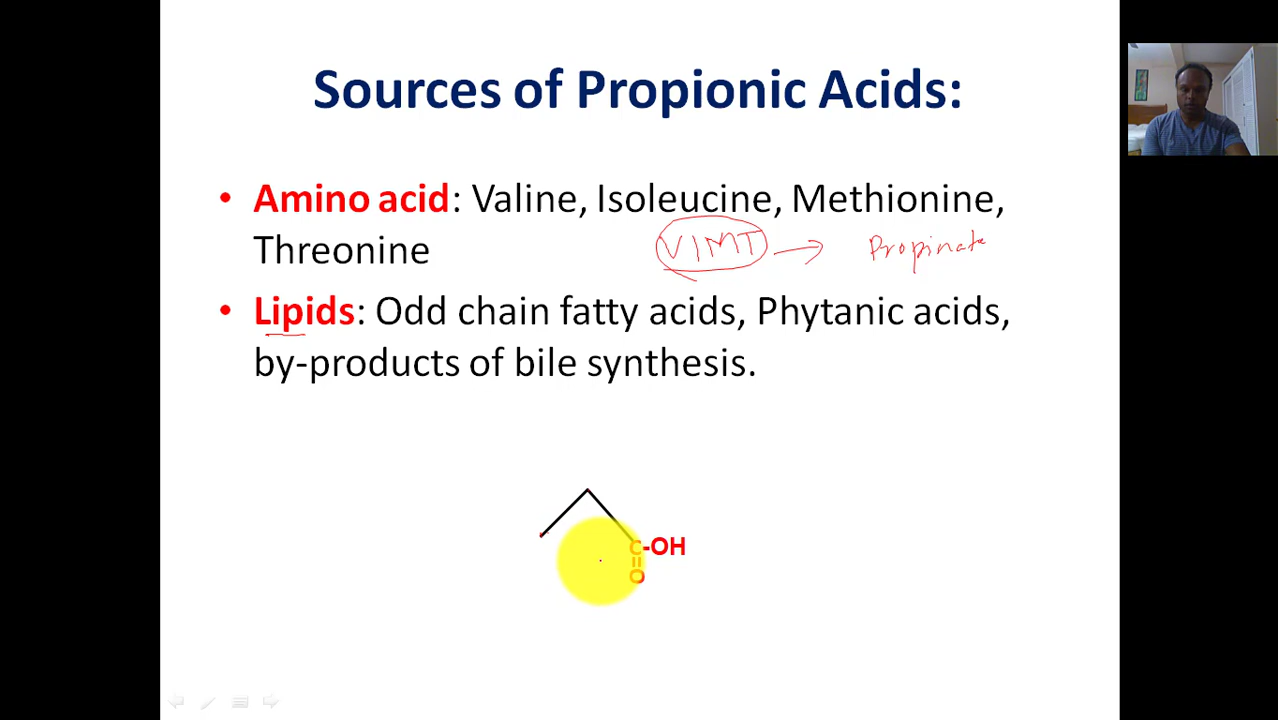 Sources of Propionic Acids:
• Amino acid: Valine, Isoleucine, Methionine,
Threonine
VIMT → Propinate
• Lipids: Odd chain fatty acids, Phytanic acids,
by-products of bile synthesis.
C-OH
O